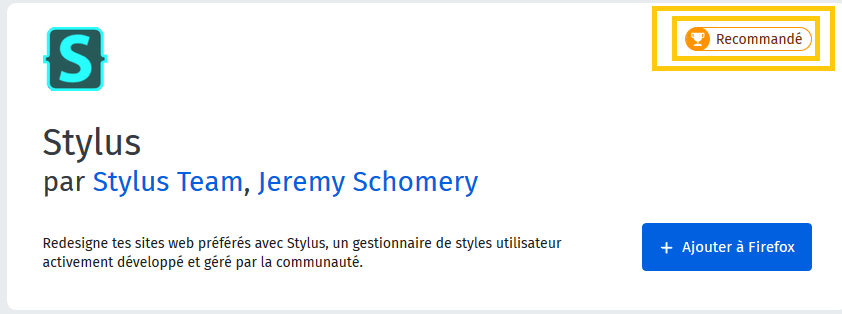 S
Recommandé
Stylus
par Stylus Team, Jeremy Schomery
Redesigne tes sites web préférés avec Stylus, un gestionnaire de styles utilisateur
activement développé et géré par la communauté.
+ Ajouter à Firefox